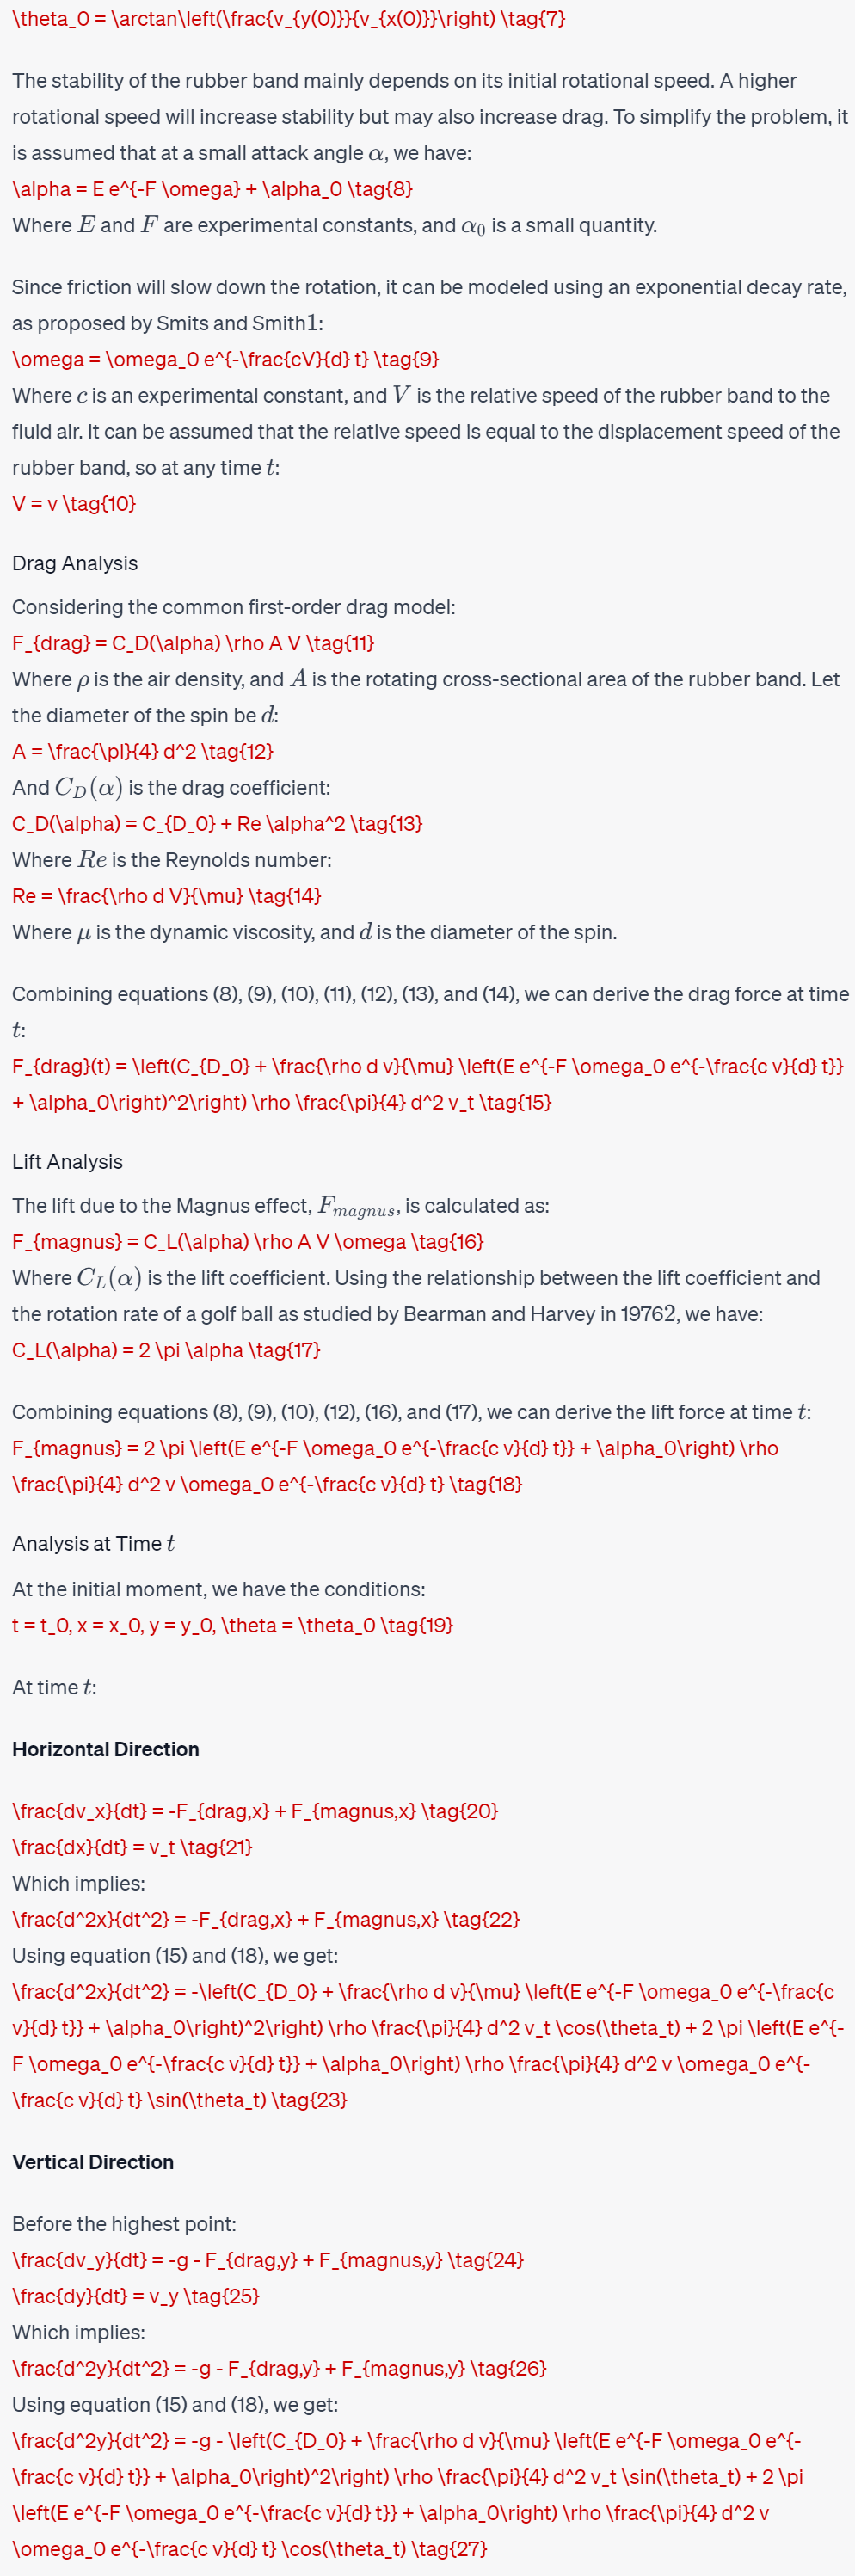 \theta_0 = \arctan\left(\frac{v_{y(0)}}{v_{x(0)}}\right) \tag{7}
The stability of the rubber band mainly depends on its initial rotational speed. A higher
rotational speed will increase stability but may also increase drag. To simplify the problem, it
is assumed that at a small attack angle α, we have:
\alpha = E e^{-F \omega} + \alpha_0 \tag{8}
Where E and F are experimental constants, and α₀ is a small quantity.
Since friction will slow down the rotation, it can be modeled using an exponential decay rate,
as proposed by Smits and Smith1:
\omega = \omega_0 e^{-\frac{cV}{d} t} \tag{9}
Where c is an experimental constant, and V is the relative speed of the rubber band to the
fluid air. It can be assumed that the relative speed is equal to the displacement speed of the
rubber band, so at any time t:
V = v \tag{10}
Drag Analysis
Considering the common first-order drag model:
F_{drag} = C_D(\alpha) \rho A V \tag{11}
Where ρ is the air density, and A is the rotating cross-sectional area of the rubber band. Let
the diameter of the spin be d:
A = \frac{\pi}{4} d^2 \tag{12}
And C_D(α) is the drag coefficient:
C_D(\alpha) = C_{D_0} + Re \alpha^2 \tag{13}
Where Re is the Reynolds number:
Re = \frac{\rho d V}{\mu} \tag{14}
Where μ is the dynamic viscosity, and d is the diameter of the spin.
Combining equations (8), (9), (10), (11), (12), (13), and (14), we can derive the drag force at time
t:
F_{drag}(t) = \left(C_{D_0} + \frac{\rho d v}{\mu} \left(E e^{-F \omega_0 e^{-\frac{c v}{d} t}}
+ \alpha_0\right)^2\right) \rho \frac{\pi}{4} d^2 v_t \tag{15}
Lift Analysis
The lift due to the Magnus effect, F_{magnus}, is calculated as:
F_{magnus} = C_L(\alpha) \rho A V \omega \tag{16}
Where C_L(α) is the lift coefficient. Using the relationship between the lift coefficient and
the rotation rate of a golf ball as studied by Bearman and Harvey in 19762, we have:
C_L(\alpha) = 2 \pi \alpha \tag{17}
Combining equations (8), (9), (10), (12), (16), and (17), we can derive the lift force at time t:
F_{magnus} = 2 \pi \left(E e^{-F \omega_0 e^{-\frac{c v}{d} t}} + \alpha_0\right) \rho
\frac{\pi}{4} d^2 v \omega_0 e^{-\frac{c v}{d} t} \tag{18}
Analysis at Time t
At the initial moment, we have the conditions:
t = t_0, x = x_0, y = y_0, \theta = \theta_0 \tag{19}
At time t:
Horizontal Direction
\frac{dv_x}{dt} = -F_{drag,x} + F_{magnus,x} \tag{20}
\frac{dx}{dt} = v_t \tag{21}
Which implies:
\frac{d^2x}{dt^2} = -F_{drag,x} + F_{magnus,x} \tag{22}
Using equation (15) and (18), we get:
\frac{d^2x}{dt^2} = -\left(C_{D_0} + \frac{\rho d v}{\mu} \left(E e^{-F \omega_0 e^{-\frac{c
v}{d} t}} + \alpha_0\right)^2\right) \rho \frac{\pi}{4} d^2 v_t \cos(\theta_t) + 2 \pi \left(E e^{-
F \omega_0 e^{-\frac{c v}{d} t}} + \alpha_0\right) \rho \frac{\pi}{4} d^2 v \omega_0 e^{-
\frac{c v}{d} t} \sin(\theta_t) \tag{23}
Vertical Direction
Before the highest point:
\frac{dv_y}{dt} = -g - F_{drag,y} + F_{magnus,y} \tag{24}
\frac{dy}{dt} = v_y \tag{25}
Which implies:
\frac{d^2y}{dt^2} = -g - F_{drag,y} + F_{magnus,y} \tag{26}
Using equation (15) and (18), we get:
\frac{d^2y}{dt^2} = -g - \left(C_{D_0} + \frac{\rho d v}{\mu} \left(E e^{-F \omega_0 e^{-
\frac{c v}{d} t}} + \alpha_0\right)^2\right) \rho \frac{\pi}{4} d^2 v_t \sin(\theta_t) + 2 \pi
\left(E e^{-F \omega_0 e^{-\frac{c v}{d} t}} + \alpha_0\right) \rho \frac{\pi}{4} d^2 v
\omega_0 e^{-\frac{c v}{d} t} \cos(\theta_t) \tag{27}